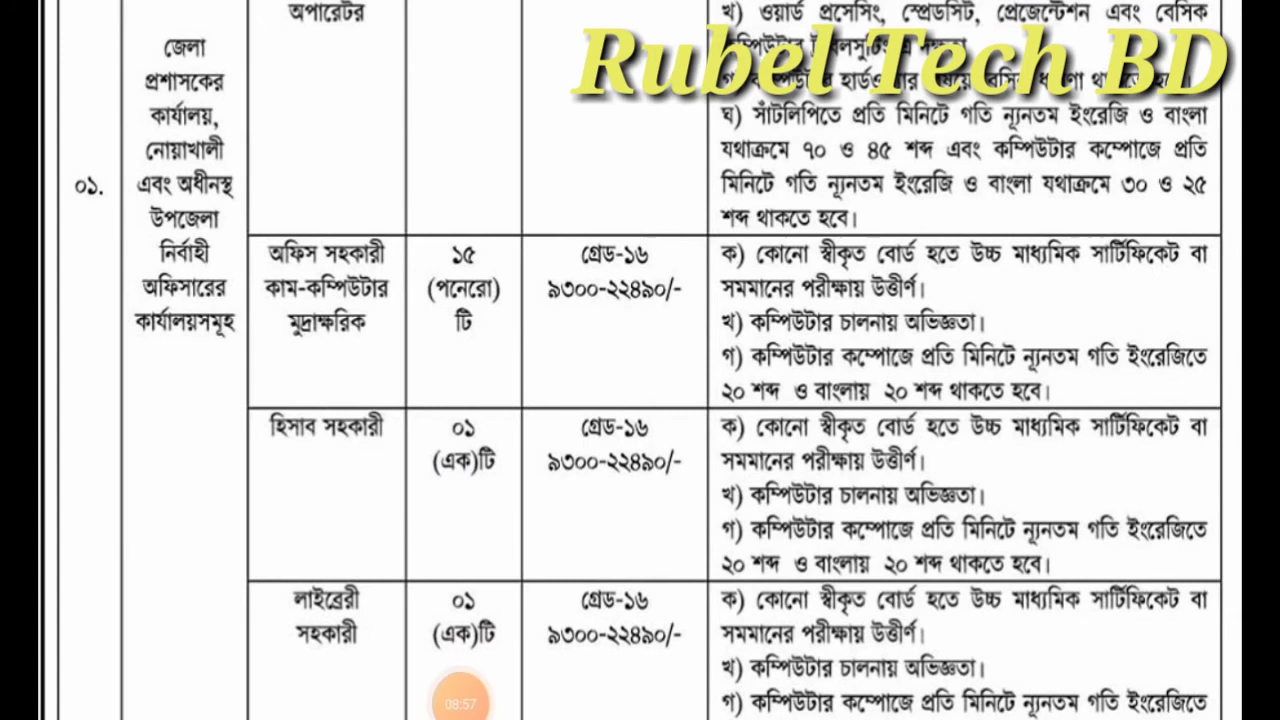 অপারেটর
খ) ওয়ার্ড প্রসেসিং, স্প্রেডসিট, প্রেজেন্টেশন এবং বেসিক
Rubel Tech BD
ঘ) সাঁটলিপিতে প্রতি মিনিটে গতি ন্যূনতম ইংরেজি ও বাংলা
যথাক্রমে ৭০ ও ৪৫ শব্দ এবং কম্পিউটার কম্পোজে প্রতি
মিনিটে গতি ন্যূনতম ইংরেজি ও বাংলা যথাক্রমে ৩০ ও ২৫
শব্দ থাকতে হবে।
০১.
জেলা
প্রশাসকের
কার্যালয়,
নোয়াখালী
এবং অধীনস্থ
উপজেলা
নির্বাহী
অফিসারের
কার্যালয়সমূহ
অফিস সহকারী
কাম-কম্পিউটার
মুদ্রাক্ষরিক
১৫
(পনেরো)
টি
গ্রেড-১৬
৯৩০০-২২৪৯০/-
ক) কোনো স্বীকৃত বোর্ড হতে উচ্চ মাধ্যমিক সার্টিফিকেট বা
সমমানের পরীক্ষায় উত্তীর্ণ।
খ) কম্পিউটার চালনায় অভিজ্ঞতা।
গ) কম্পিউটার কম্পোজে প্রতি মিনিটে ন্যূনতম গতি ইংরেজিতে
২০ শব্দ ও বাংলায় ২০ শব্দ থাকতে হবে।
হিসাব সহকারী
০১
(এক)টি
গ্রেড-১৬
৯৩০০-২২৪৯০/-
ক) কোনো স্বীকৃত বোর্ড হতে উচ্চ মাধ্যমিক সার্টিফিকেট বা
সমমানের পরীক্ষায় উত্তীর্ণ।
খ) কম্পিউটার চালনায় অভিজ্ঞতা।
গ) কম্পিউটার কম্পোজে প্রতি মিনিটে ন্যূনতম গতি ইংরেজিতে
২০ শব্দ ও বাংলায় ২০ শব্দ থাকতে হবে।
লাইব্রেরী
সহকারী
০১
(এক)টি
গ্রেড-১৬
৯৩০০-২২৪৯০/-
ক) কোনো স্বীকৃত বোর্ড হতে উচ্চ মাধ্যমিক সার্টিফিকেট বা
সমমানের পরীক্ষায় উত্তীর্ণ।
খ) কম্পিউটার চালনায় অভিজ্ঞতা।
গ) কম্পিউটার কম্পোজে প্রতি মিনিটে ন্যূনতম গতি ইংরেজিতে
08:57